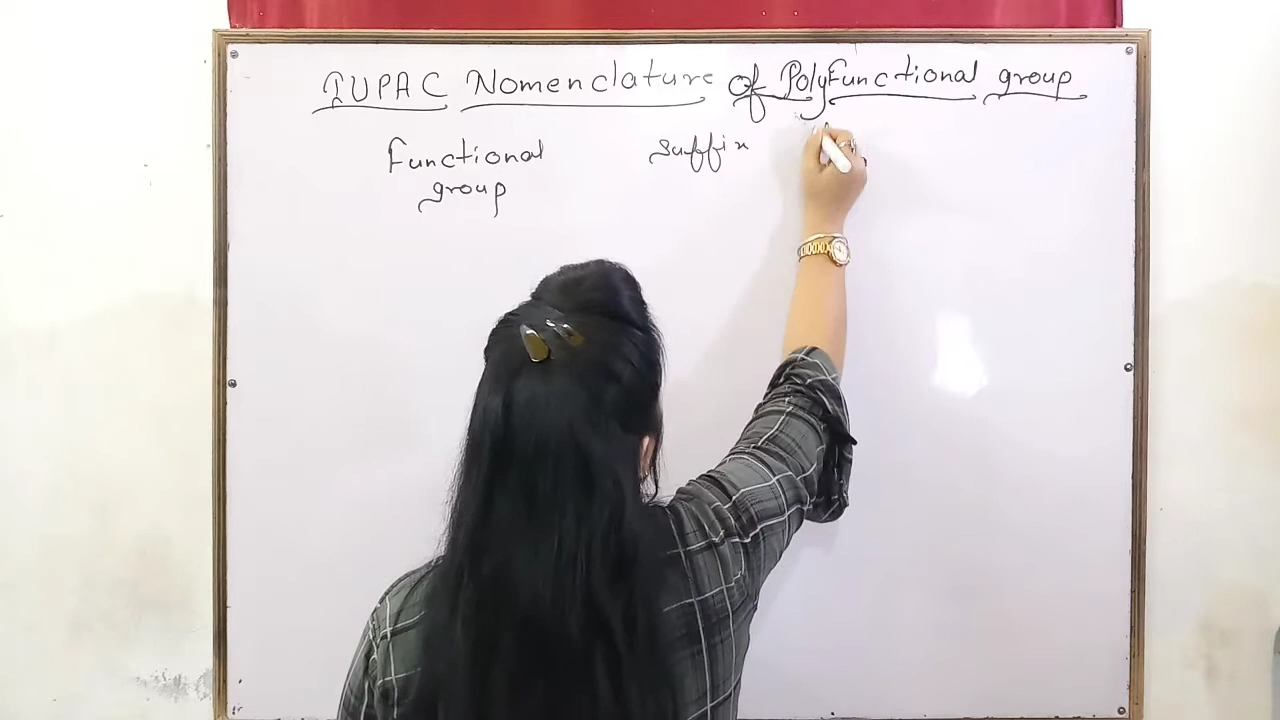 IUPAC Nomenclature of PolyFunctional group
Functional suffix
group